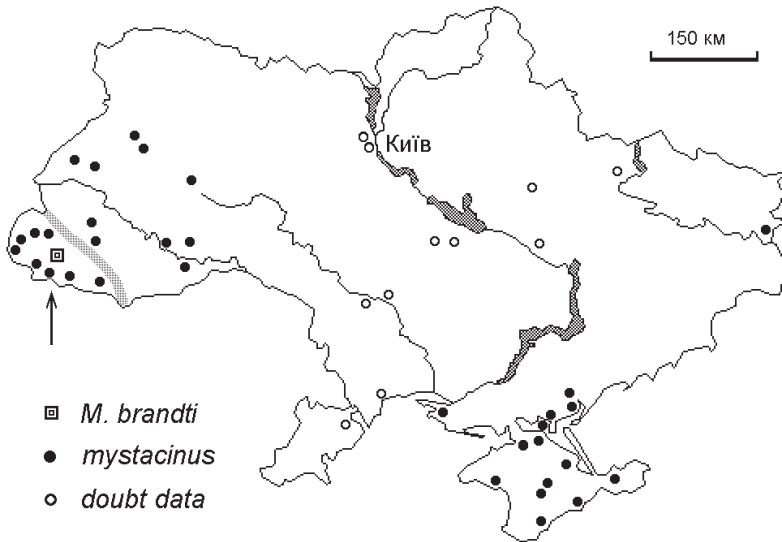 150 км
Київ
M. brandti
mystacinus
doubt data